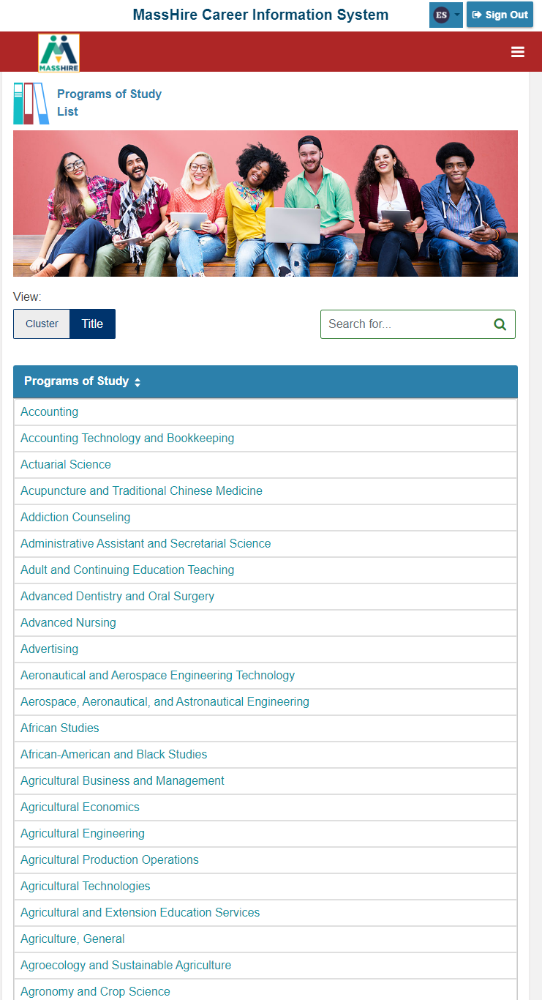 MassHire Career Information System
ES
Sign Out
MASSHIRE
Programs of Study
List
View:
Cluster
Title
Search for...
Programs of Study
Accounting
Accounting Technology and Bookkeeping
Actuarial Science
Acupuncture and Traditional Chinese Medicine
Addiction Counseling
Administrative Assistant and Secretarial Science
Adult and Continuing Education Teaching
Advanced Dentistry and Oral Surgery
Advanced Nursing
Advertising
Aeronautical and Aerospace Engineering Technology
Aerospace, Aeronautical, and Astronautical Engineering
African Studies
African-American and Black Studies
Agricultural Business and Management
Agricultural Economics
Agricultural Engineering
Agricultural Production Operations
Agricultural Technologies
Agricultural and Extension Education Services
Agriculture, General
Agroecology and Sustainable Agriculture
Agronomy and Crop Science